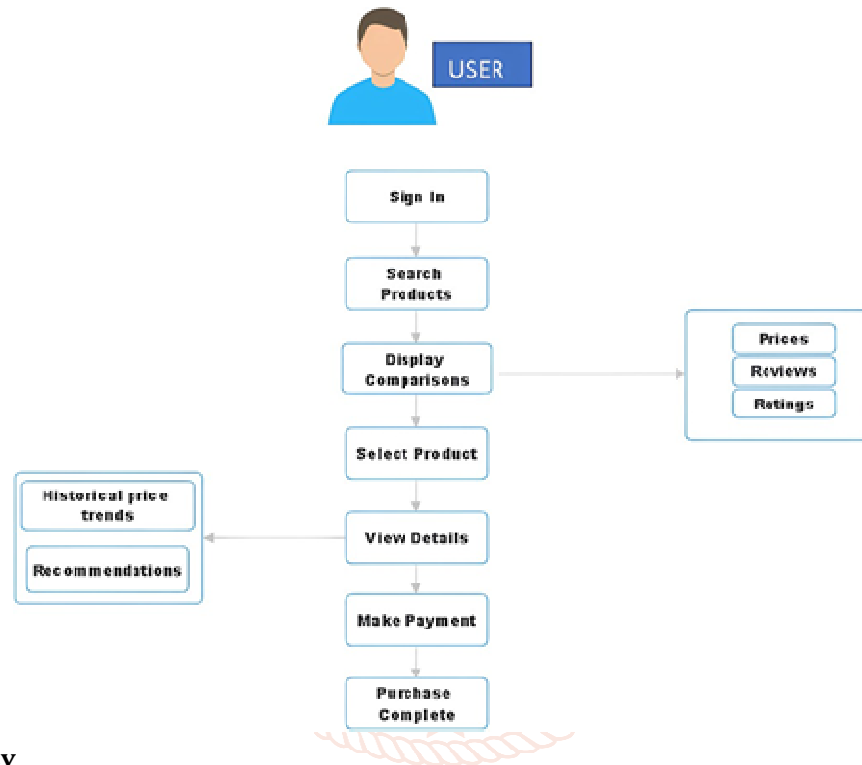 USER
Sign In
Search
Products
Display
Comparisons
Prices
Reviews
Ratings
Select Product
Historical price
trends
Recommendations
View Details
Make Payment
Purchase
Complete
Y